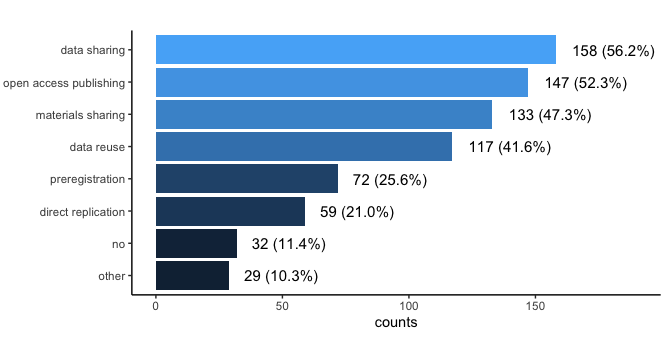 data sharing 158 (56.2%)
open access publishing 147 (52.3%)
materials sharing 133 (47.3%)
data reuse 117 (41.6%)
preregistration 72 (25.6%)
direct replication 59 (21.0%)
no 32 (11.4%)
other 29 (10.3%)
0 50 100 150
counts